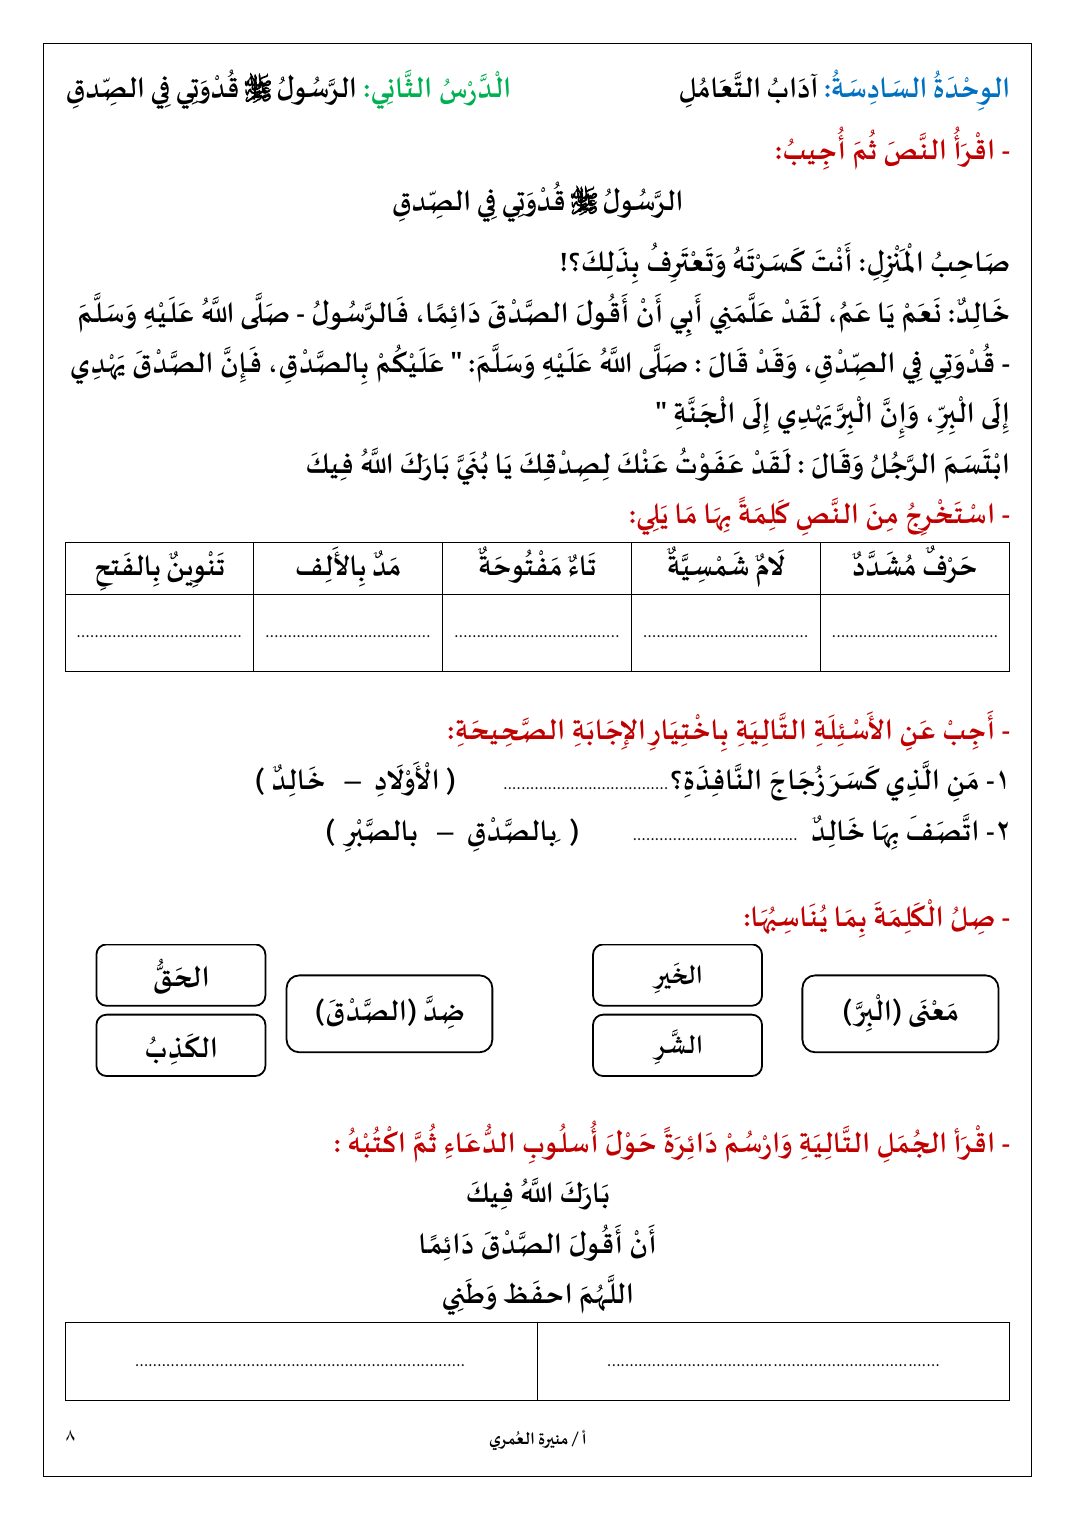 الوِحْدَةُ السَادِسَةُ: آدَابُ التَّعَامُلِ الْدَّرْسُ الثَّانِي: الرَّسُولُ ﷺ قُدْوَتِي فِي الصِّدقِ
- اقْرَأُ النَّصَ ثُمَ أُجِيبُ:
الرَّسُولُ ﷺ قُدْوَتِي فِي الصِّدقِ
صَاحِبُ الْمَنْزِلِ: أَنْتَ كَسَرْتَهُ وَتَعْتَرِفُ بِذَلِكَ؟!
خَالِدٌ: نَعَمْ يَا عَمُ، لَقَدْ عَلَّمَنِي أَبِي أَنْ أَقُولَ الصَّدْقَ دَائِمًا، فَالرَّسُولُ - صَلَّى اللَّهُ عَلَيْهِ وَسَلَّمَ
- قُدْوَتِي فِي الصِّدْقِ، وَقَدْ قَالَ : صَلَّى اللَّهُ عَلَيْهِ وَسَلَّمَ: " عَلَيْكُمْ بِالصَّدْقِ، فَإِنَّ الصَّدْقَ يَهْدِي
إِلَى الْبِرِّ، وَإِنَّ الْبِرَّ يَهْدِي إِلَى الْجَنَّةِ "
ابْتَسَمَ الرَّجُلُ وَقَالَ : لَقَدْ عَفَوْتُ عَنْكَ لِصِدْقِكَ يَا بُنَيَّ بَارَكَ اللَّهُ فِيكَ
- اسْتَخْرِجُ مِنَ النَّصِ كَلِمَةً بِهَا مَا يَلِي:
حَرْفٌ مُشَدَّدٌ لَامٌ شَمْسِيَّةٌ تَاءٌ مَفْتُوحَةٌ مَدٌ بِالأَلِف تَنْوِينٌ بِالفَتحِ
..................................... ..................................... ..................................... ..................................... .....................................
- أَجِبْ عَنِ الأَسْئِلَةِ التَّالِيَةِ بِاخْتِيَارِ الإِجَابَةِ الصَّحِيحَةِ:
١- مَنِ الَّذِي كَسَرَ زُجَاجَ النَّافِذَةِ؟ ..................................... ( الْأَوْلَادِ – خَالِدٌ )
٢- اتَّصَفَ بِهَا خَالِدٌ ..................................... ( بِالصَّدْقِ – بالصَّبْرِ )
- صِلُ الْكَلِمَةَ بِمَا يُنَاسِبُهَا:
الخَيرِ الحَقُّ
مَعْنَى (الْبِرَّ) ضِدَّ (الصَّدْقَ)
الشَّرِ الكَذِبُ
- اقْرَأ الجُمَلِ التَّالِيَةِ وَارْسُمْ دَائِرَةً حَوْلَ أُسلُوبِ الدُّعَاءِ ثُمَّ اكْتُبْهُ :
بَارَكَ اللَّهُ فِيكَ
أَنْ أَقُولَ الصَّدْقَ دَائِمًا
اللَّهُمَ احفَظ وَطَنِي
.......................................................................... ..........................................................................
أ / منيرة العُمري ٨